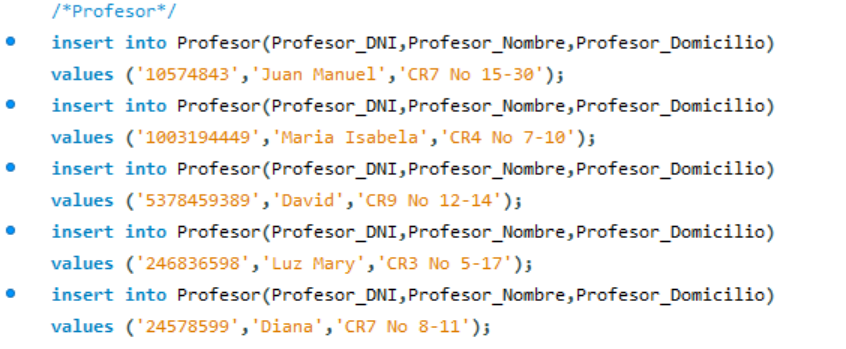 /*Profesor*/
insert into Profesor(Profesor_DNI,Profesor_Nombre,Profesor_Domicilio)
values ('10574843','Juan Manuel','CR7 No 15-30');
insert into Profesor(Profesor_DNI,Profesor_Nombre,Profesor_Domicilio)
values ('1003194449','Maria Isabela','CR4 No 7-10');
insert into Profesor(Profesor_DNI,Profesor_Nombre,Profesor_Domicilio)
values ('5378459389','David','CR9 No 12-14');
insert into Profesor(Profesor_DNI,Profesor_Nombre,Profesor_Domicilio)
values ('246836598','Luz Mary','CR3 No 5-17');
insert into Profesor(Profesor_DNI,Profesor_Nombre,Profesor_Domicilio)
values ('24578599','Diana','CR7 No 8-11');